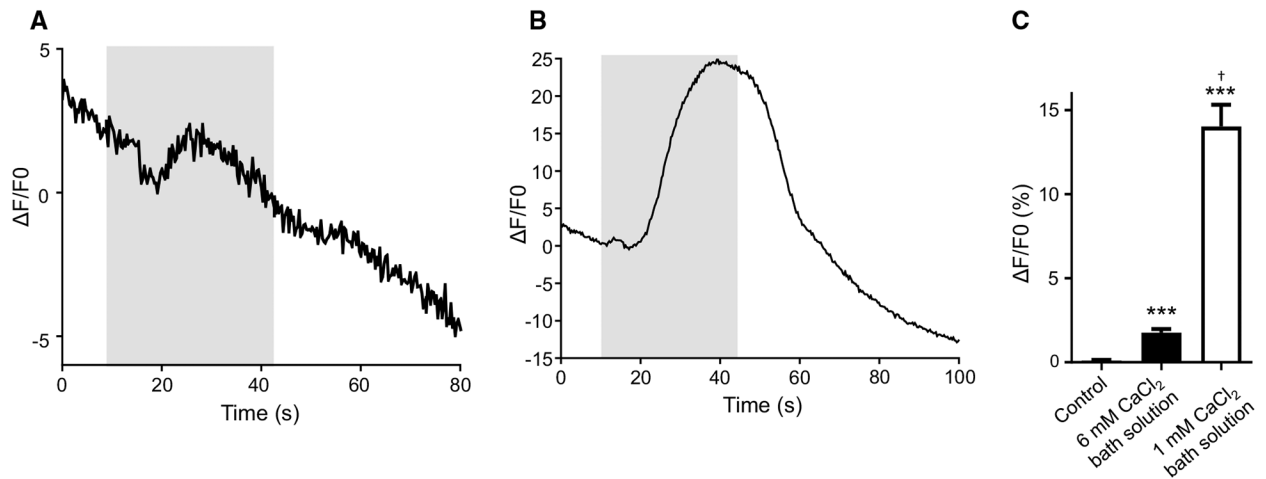 A
5
0
-5
ΔF/F0
0 20 40 60 80
Time (s)
B
25
20
15
10
5
0
-5
-10
-15
ΔF/F0
0 20 40 60 80 100
Time (s)
C
†
***
***
15
10
5
0
ΔF/F0 (%)
Control
6 mM CaCl₂
bath solution
1 mM CaCl₂
bath solution